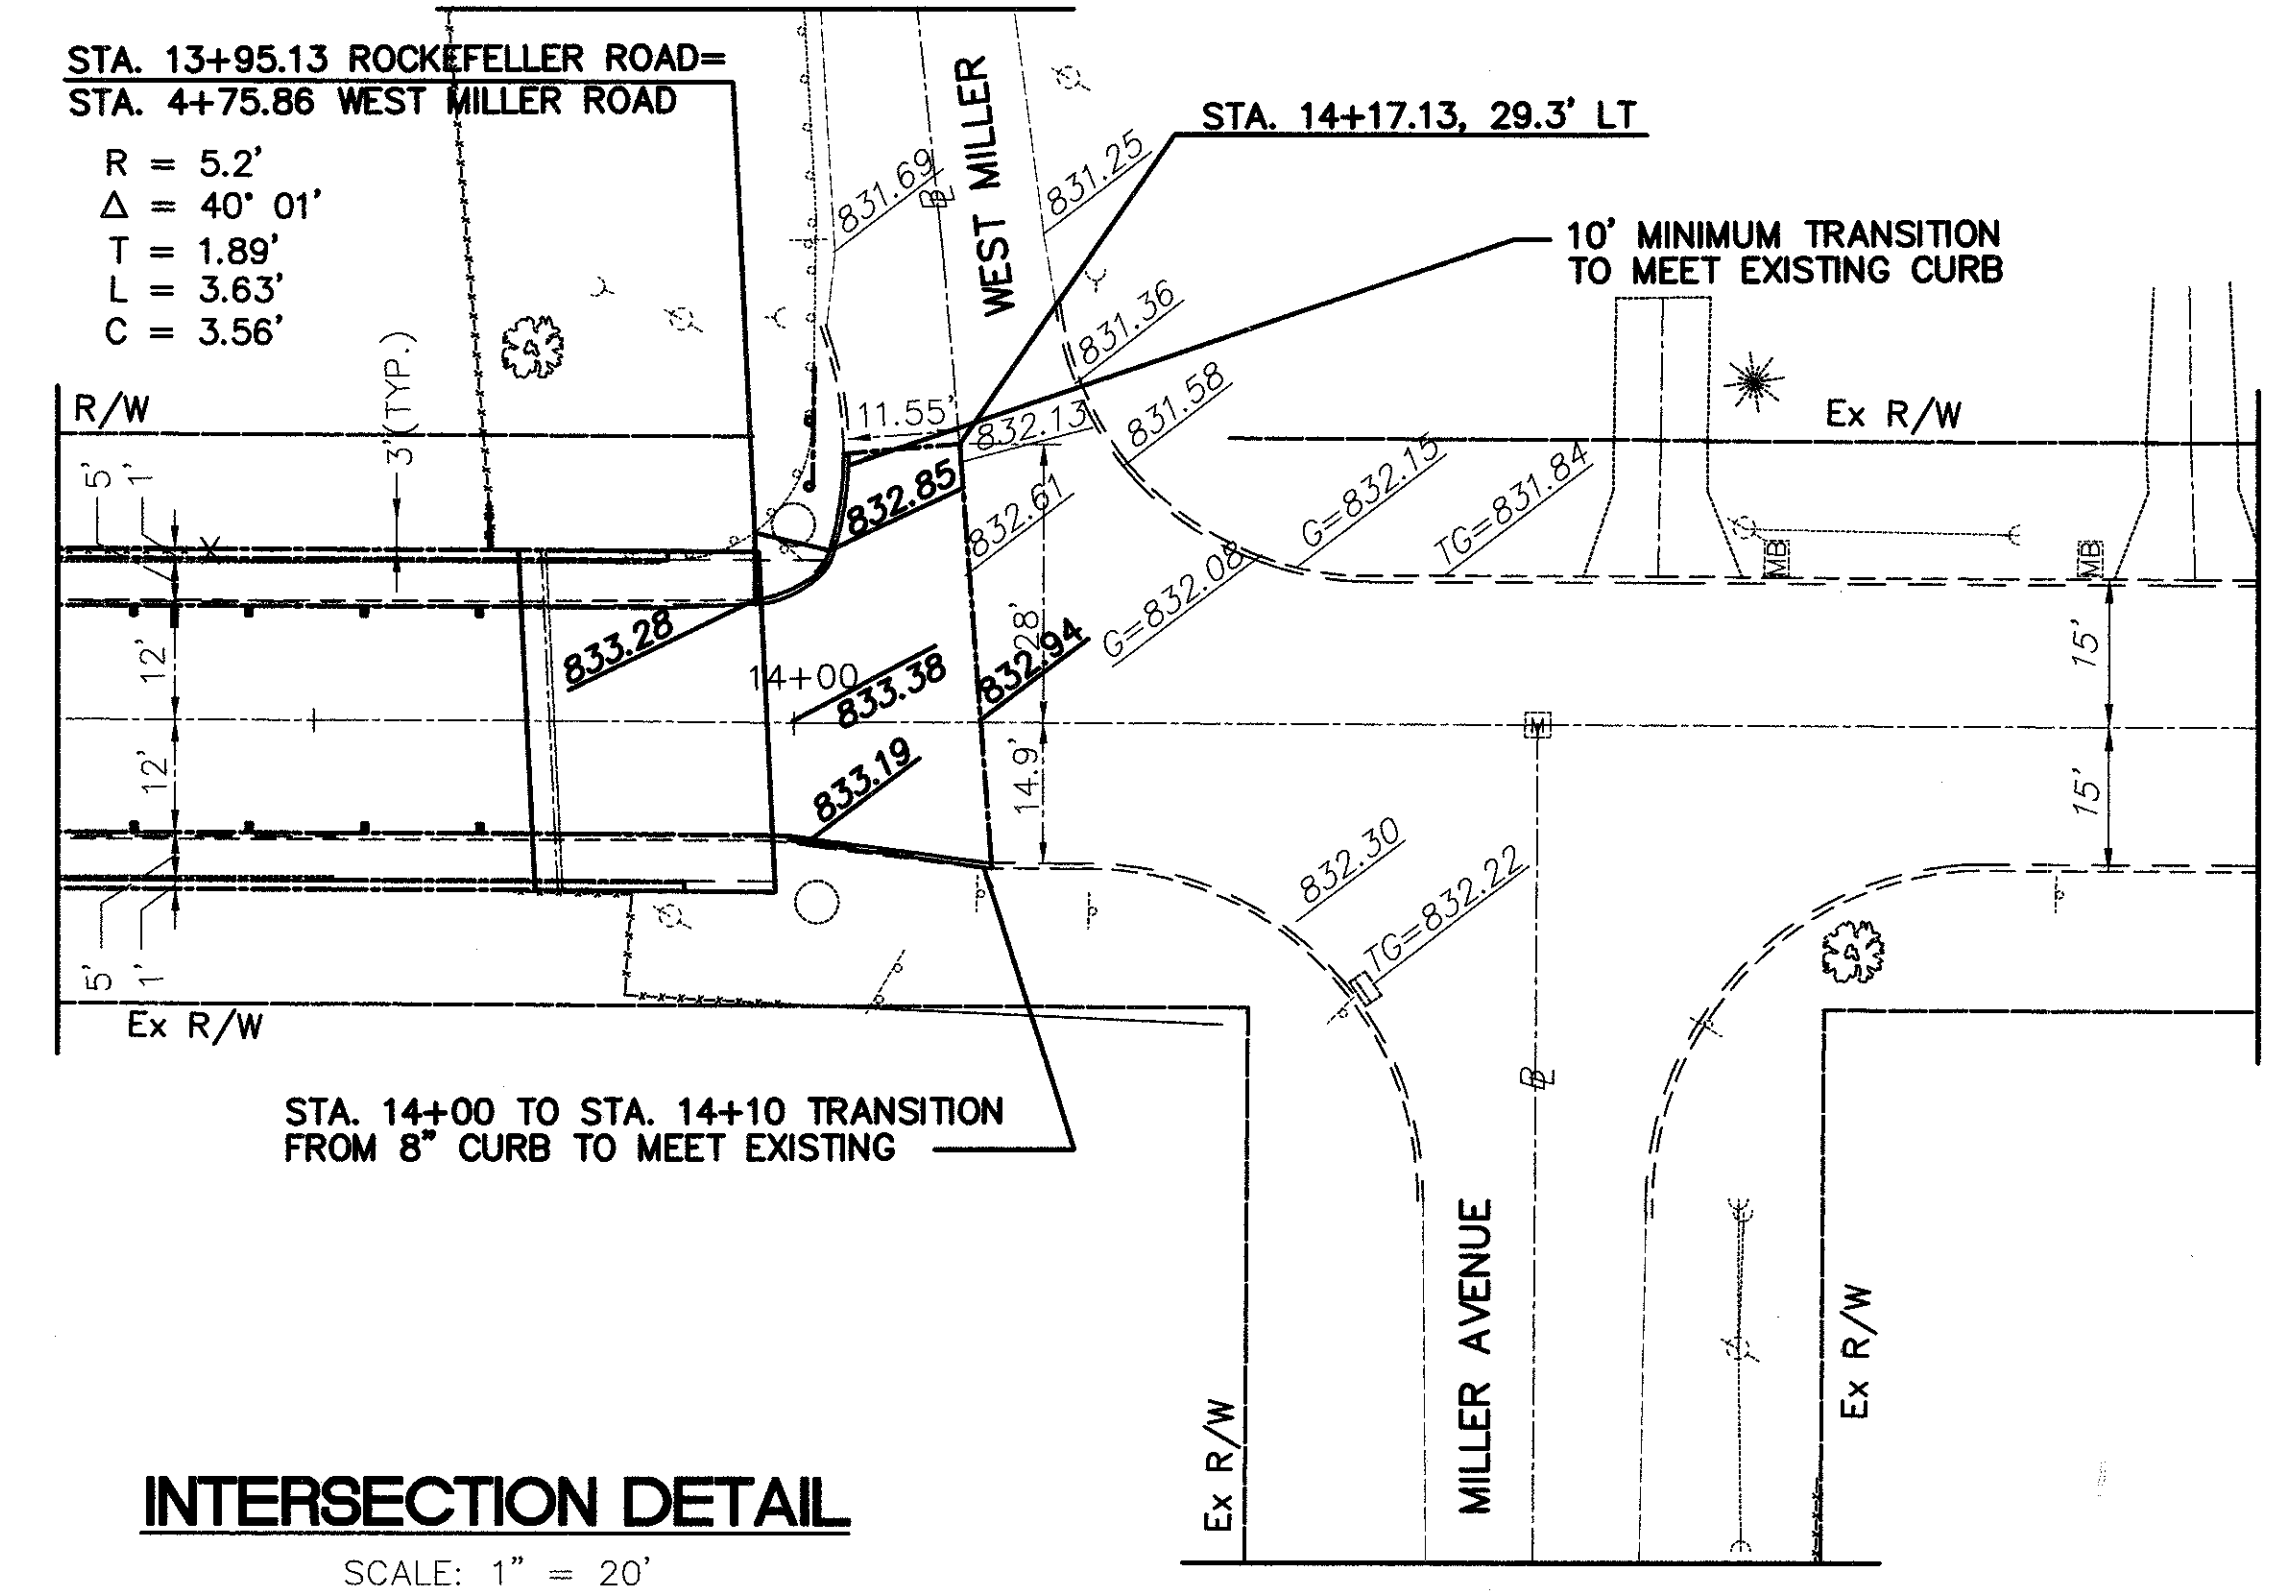 STA. 13+95.13 ROCKEFELLER ROAD=
STA. 4+75.86 WEST MILLER ROAD
R = 5.2'
Δ = 40° 01'
T = 1.89'
L = 3.63'
C = 3.56'
STA. 14+17.13, 29.3' LT
10' MINIMUM TRANSITION
TO MEET EXISTING CURB
WEST MILLER
BL
831.69
831.25
831.36
831.58
832.13
11.55'
3'(TYP.)
R/W
Ex R/W
5'
1'
832.85
832.61
G=832.15
TG=831.84
G=832.08
MB
MB
28'
12'
833.28
14+00
833.38
832.94
M
15'
12'
833.19
14.9'
15'
832.30
TG=832.22
5'
1'
Ex R/W
BL
STA. 14+00 TO STA. 14+10 TRANSITION
FROM 8" CURB TO MEET EXISTING
MILLER AVENUE
Ex R/W
Ex R/W
INTERSECTION DETAIL
SCALE: 1" = 20'